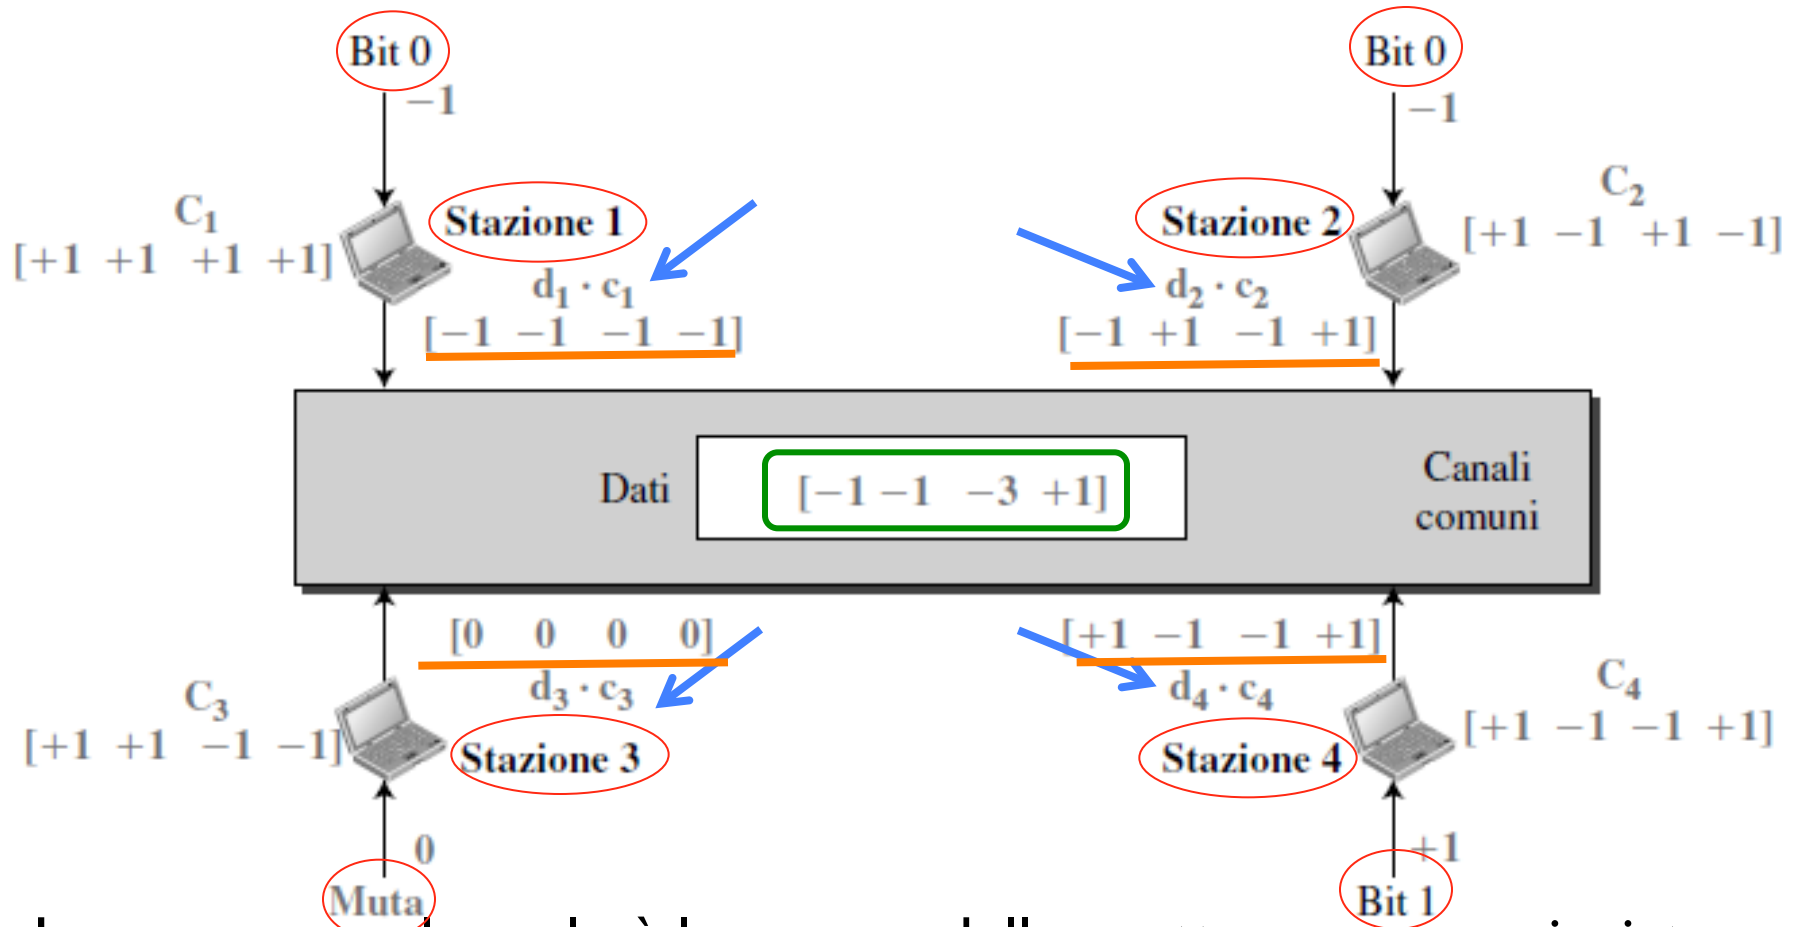 Bit 0
−1
C1
[+1 +1 +1 +1]
Stazione 1
d1 · c1
[−1 −1 −1 −1]
Bit 0
−1
C2
[+1 −1 +1 −1]
Stazione 2
d2 · c2
[−1 +1 −1 +1]
Dati
[−1 −1 −3 +1]
Canali
comuni
[0 0 0 0]
d3 · c3
C3
[+1 +1 −1 −1]
Stazione 3
0
Muta
[+1 −1 −1 +1]
d4 · c4
C4
[+1 −1 −1 +1]
Stazione 4
+1
Bit 1